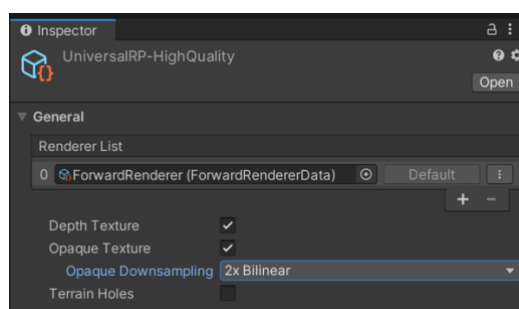 Inspector
UniversalRP-HighQuality
Open
General
Renderer List
0 ForwardRenderer (ForwardRendererData) Default
Depth Texture
Opaque Texture
Opaque Downsampling 2x Bilinear
Terrain Holes